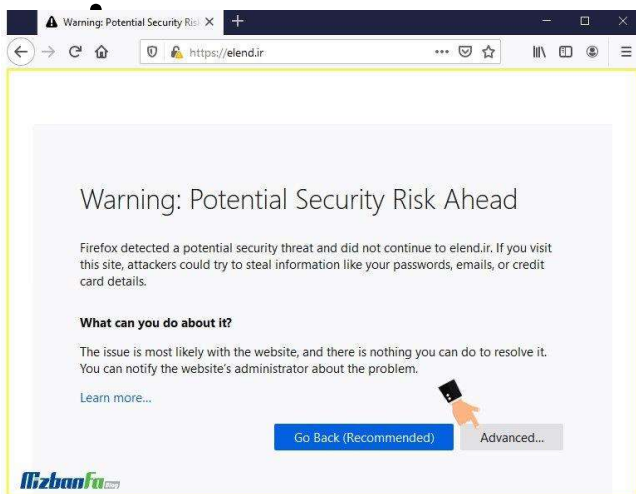 Warning: Potential Security Ris
https://elend.ir
Warning: Potential Security Risk Ahead
Firefox detected a potential security threat and did not continue to elend.ir. If you visit
this site, attackers could try to steal information like your passwords, emails, or credit
card details.
What can you do about it?
The issue is most likely with the website, and there is nothing you can do to resolve it.
You can notify the website's administrator about the problem.
Learn more...
Go Back (Recommended)
Advanced...
MizbanFa